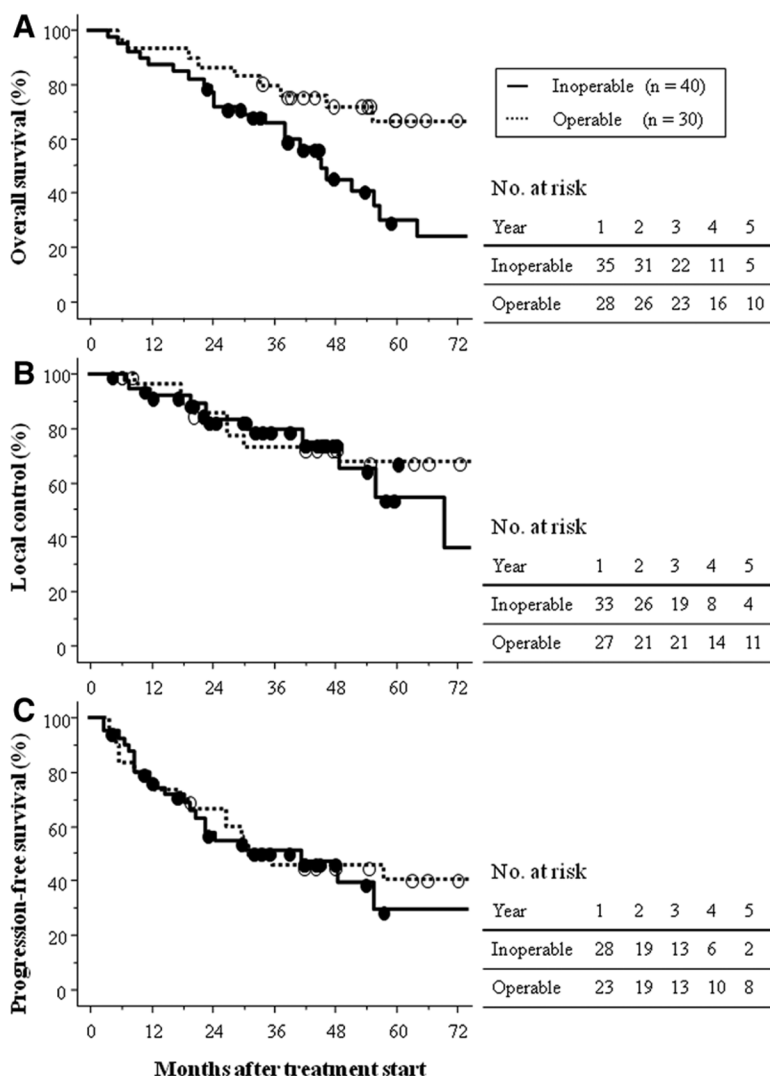 A
Overall survival (%)
100
80
60
40
20
0
0 12 24 36 48 60 72
Inoperable (n = 40)
Operable (n = 30)
No. at risk
Year 1 2 3 4 5
Inoperable 35 31 22 11 5
Operable 28 26 23 16 10
B
Local control (%)
100
80
60
40
20
0
0 12 24 36 48 60 72
No. at risk
Year 1 2 3 4 5
Inoperable 33 26 19 8 4
Operable 27 21 21 14 11
C
Progression-free survival (%)
100
80
60
40
20
0
0 12 24 36 48 60 72
Months after treatment start
No. at risk
Year 1 2 3 4 5
Inoperable 28 19 13 6 2
Operable 23 19 13 10 8